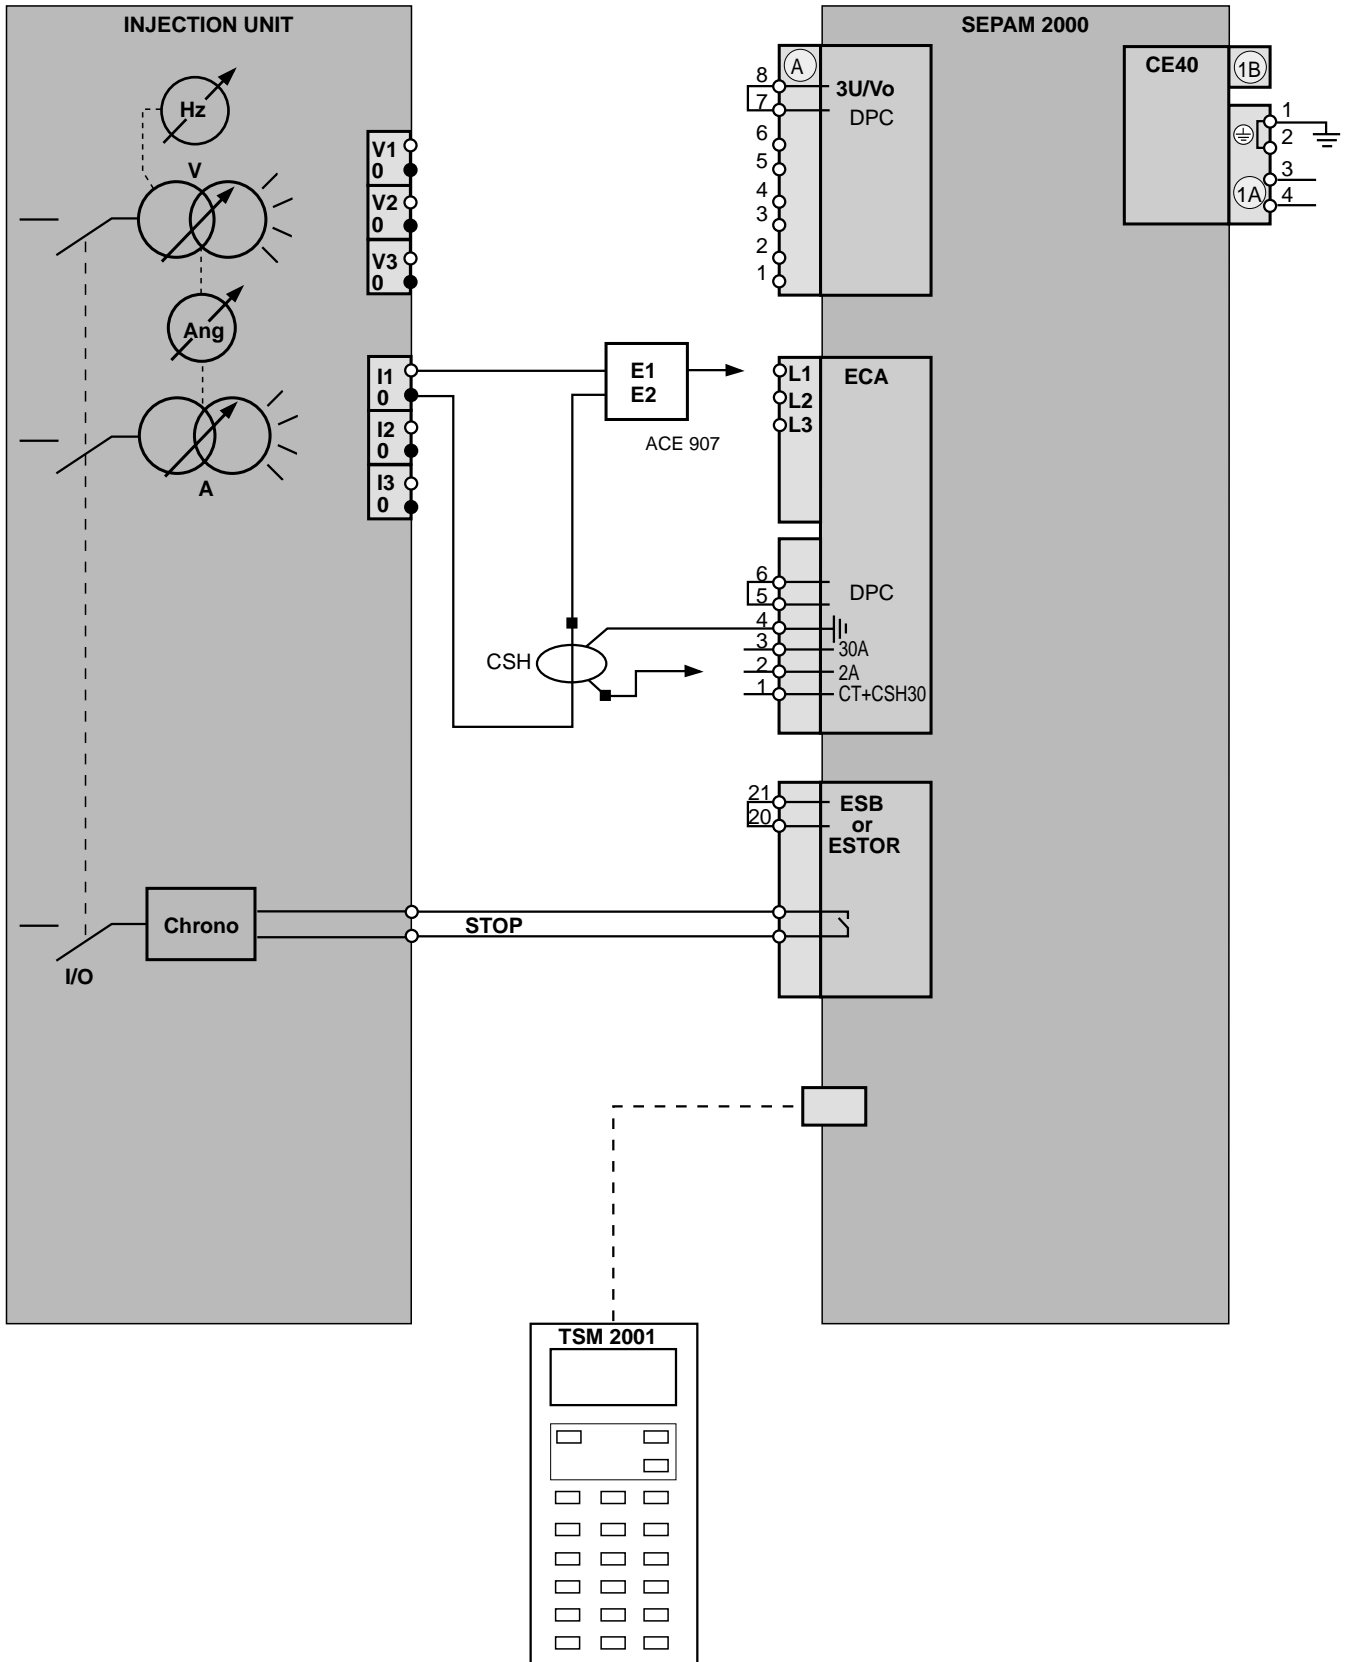 INJECTION UNIT
Hz
V
Ang
A
V1
0
V2
0
V3
0
I1
0
I2
0
I3
0
E1
E2
ACE 907
CSH
Chrono
I/O
STOP
SEPAM 2000
A
8
7
6
5
4
3
2
1
3U/Vo
DPC
CE40
1B
1A
1
2
3
4
L1
L2
L3
ECA
6
5
4
3
2
1
DPC
30A
2A
CT+CSH30
21
20
ESB
or
ESTOR
TSM 2001